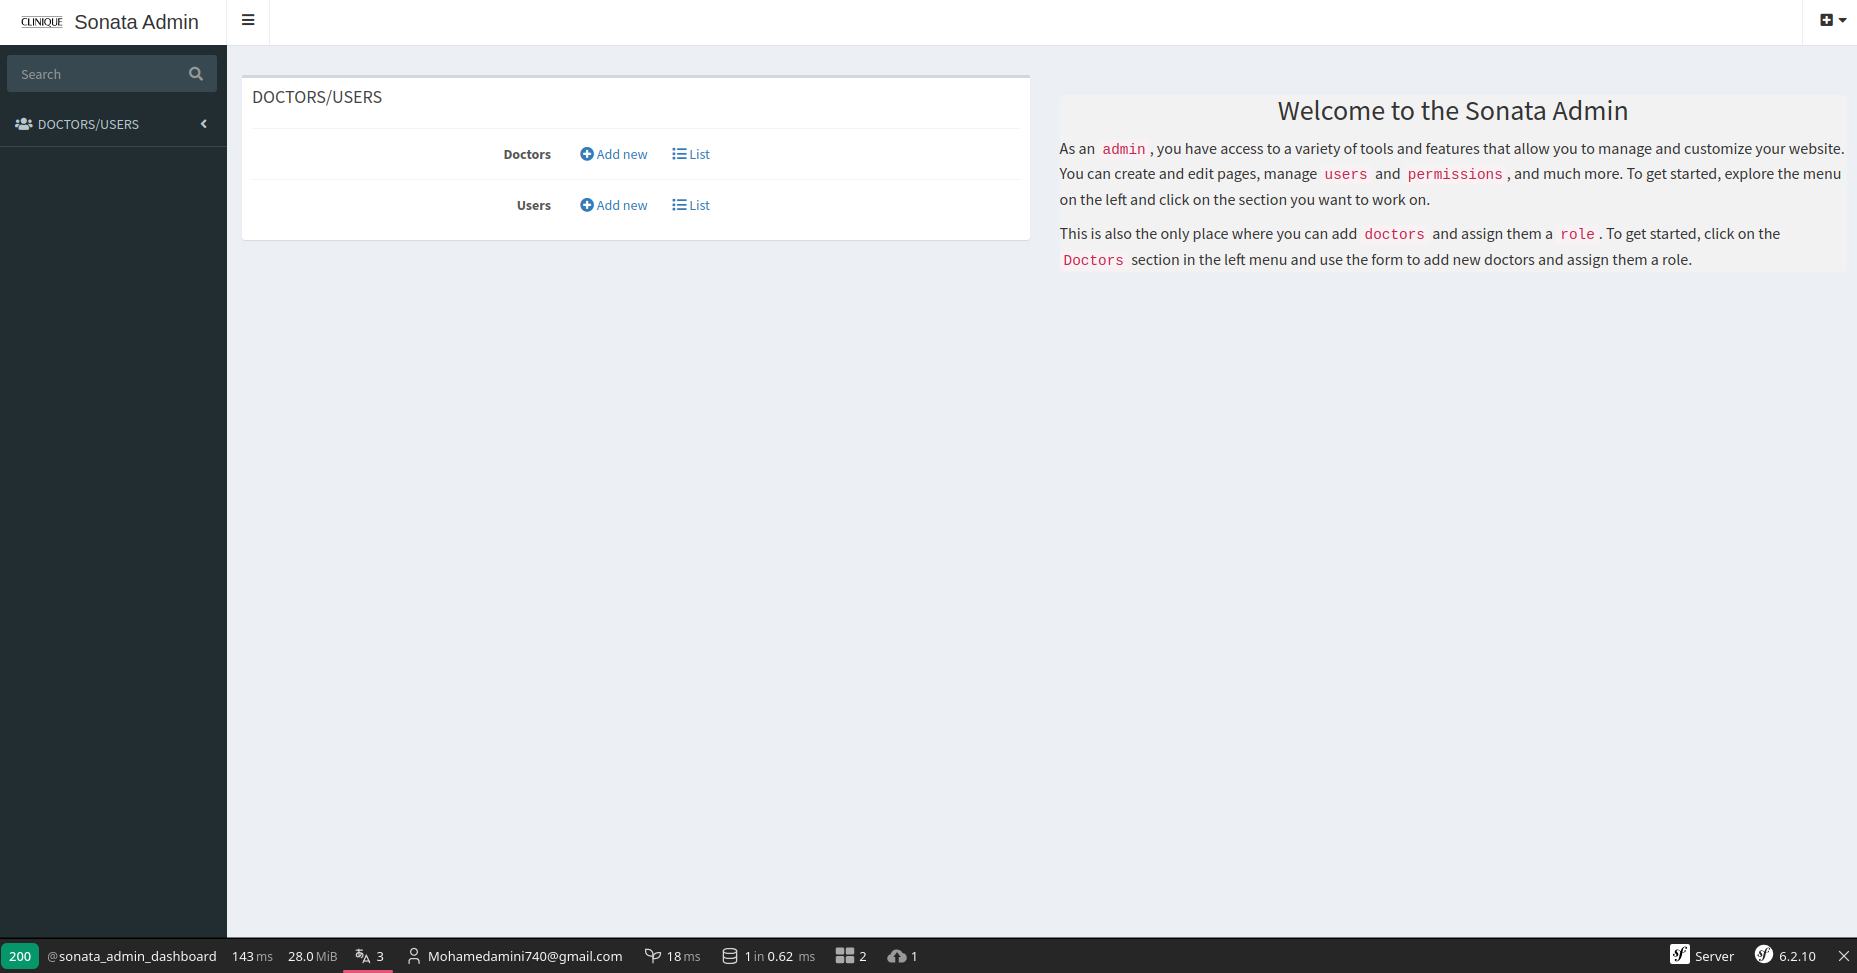 CLINIQUE Sonata Admin
Search
DOCTORS/USERS
DOCTORS/USERS
Doctors Add new List
Users Add new List
Welcome to the Sonata Admin
As an admin , you have access to a variety of tools and features that allow you to manage and customize your website.
You can create and edit pages, manage users and permissions , and much more. To get started, explore the menu
on the left and click on the section you want to work on.
This is also the only place where you can add doctors and assign them a role . To get started, click on the
Doctors section in the left menu and use the form to add new doctors and assign them a role.
200 @sonata_admin_dashboard 143 ms 28.0 MiB 3 Mohamedamini740@gmail.com 18 ms 1 in 0.62 ms 2 1 Server 6.2.10